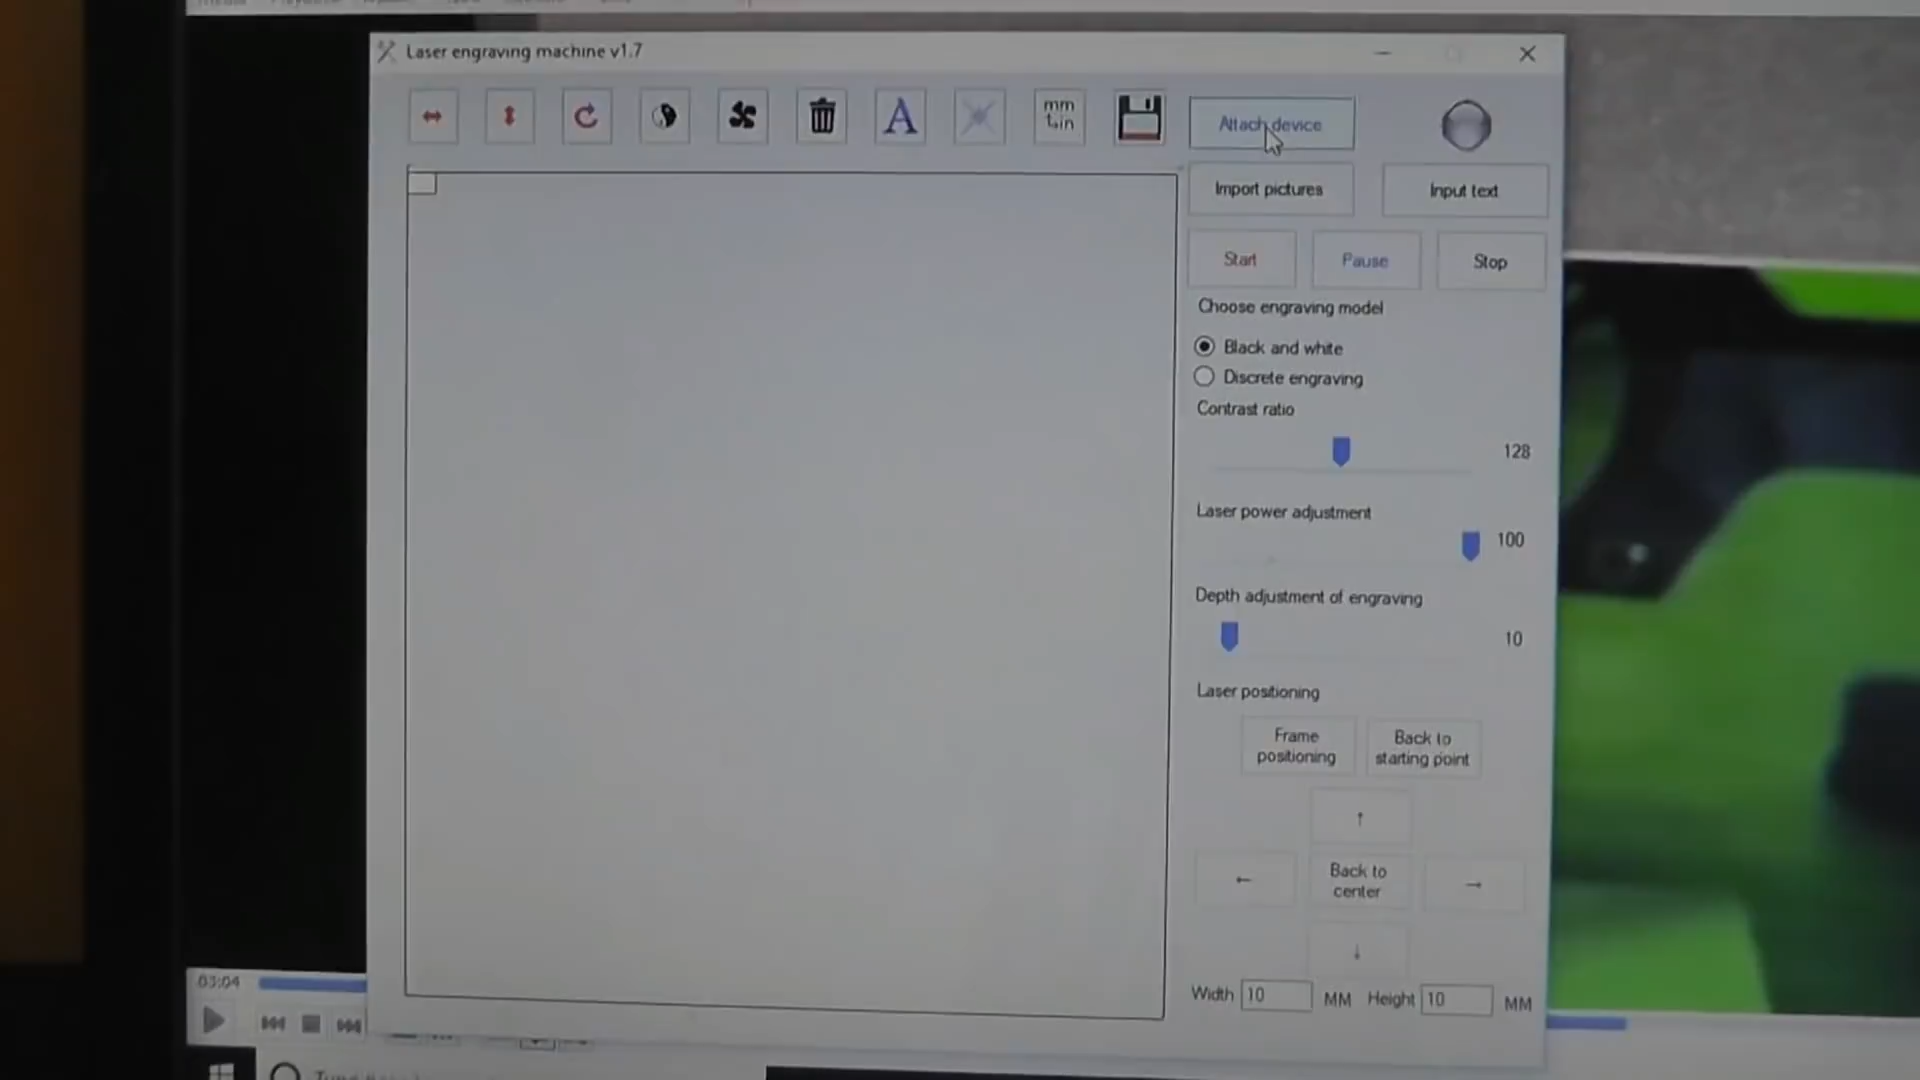 Laser engraving machine v1.7
A
mm
in
Attach device
Import pictures
Input text
Start
Pause
Stop
Choose engraving model
Black and white
Discrete engraving
Contrast ratio
128
Laser power adjustment
100
Depth adjustment of engraving
10
Laser positioning
Frame
positioning
Back to
starting point
↑
←
Back to
center
→
↓
Width 10 MM Height 10 MM
03:04